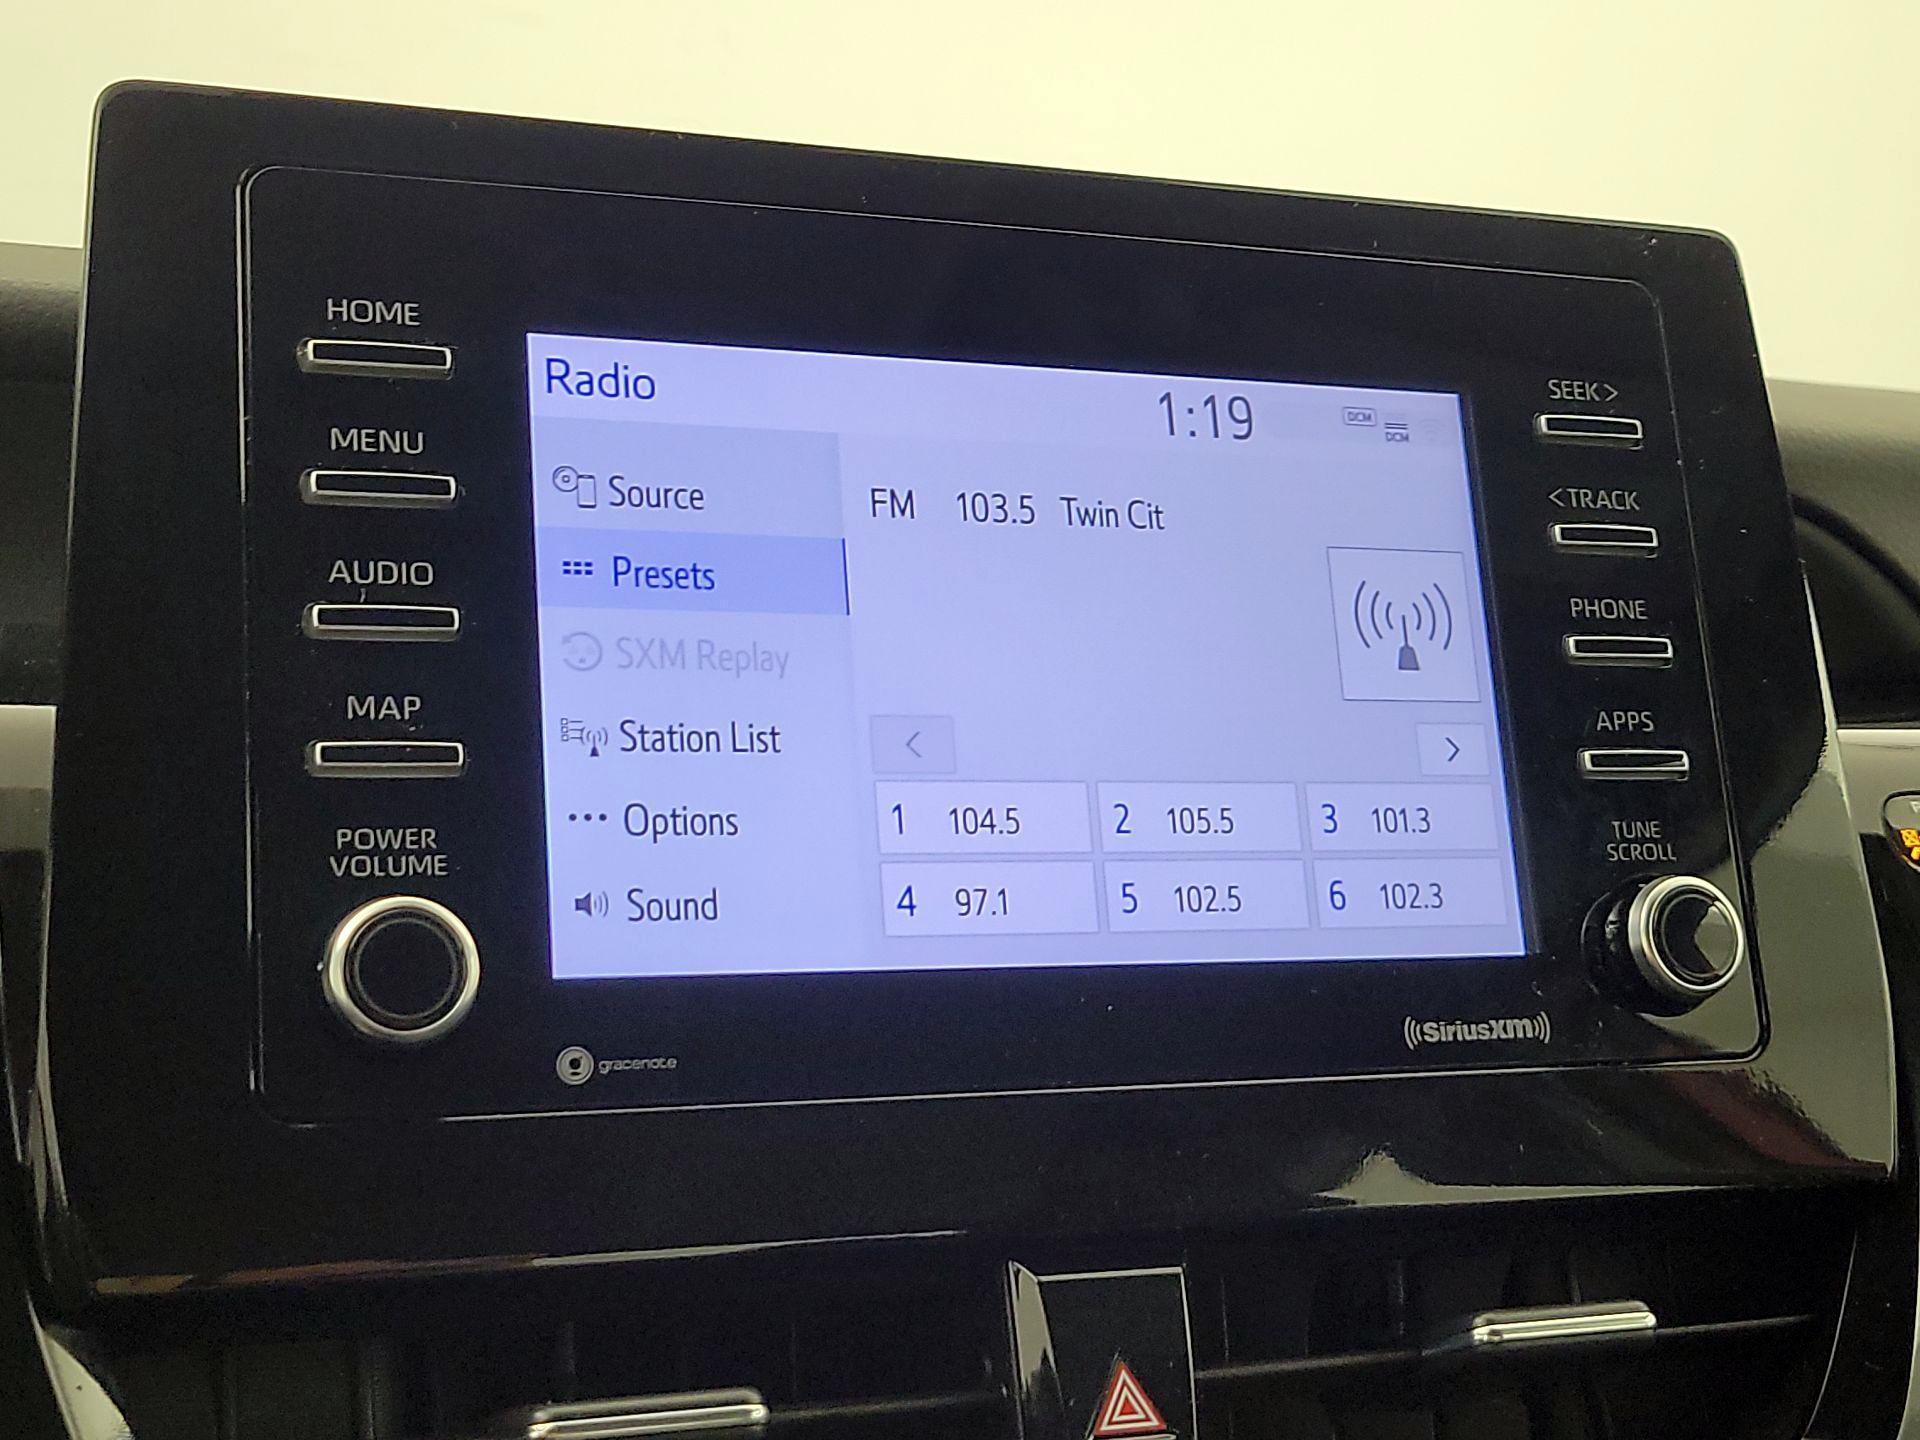 HOME
MENU
AUDIO
MAP
POWER
VOLUME
Radio
1:19
DCM
DCM
Source
Presets
SXM Replay
Station List
Options
Sound
FM 103.5 Twin Cit
<
>
1 104.5
2 105.5
3 101.3
4 97.1
5 102.5
6 102.3
SEEK >
< TRACK
PHONE
APPS
TUNE
SCROLL
gracenote
SiriusXM